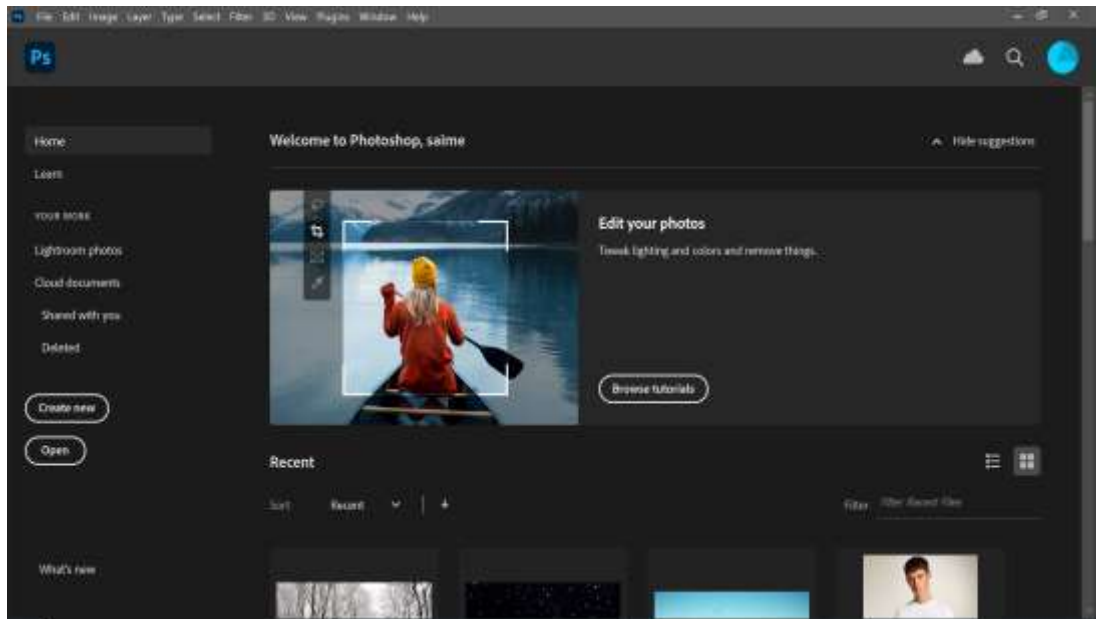 Ps File Edit Image Layer Type Select Filter 3D View Plugins Window Help
Ps
Home
Learn
YOUR WORK
Lightroom photos
Cloud documents
Shared with you
Deleted
Create new
Open
What's new
Welcome to Photoshop, saime
Hide suggestions
Edit your photos
Tweak lighting and colors and remove things.
Browse tutorials
Recent
Sort Recent
Filter Filter Recent Files